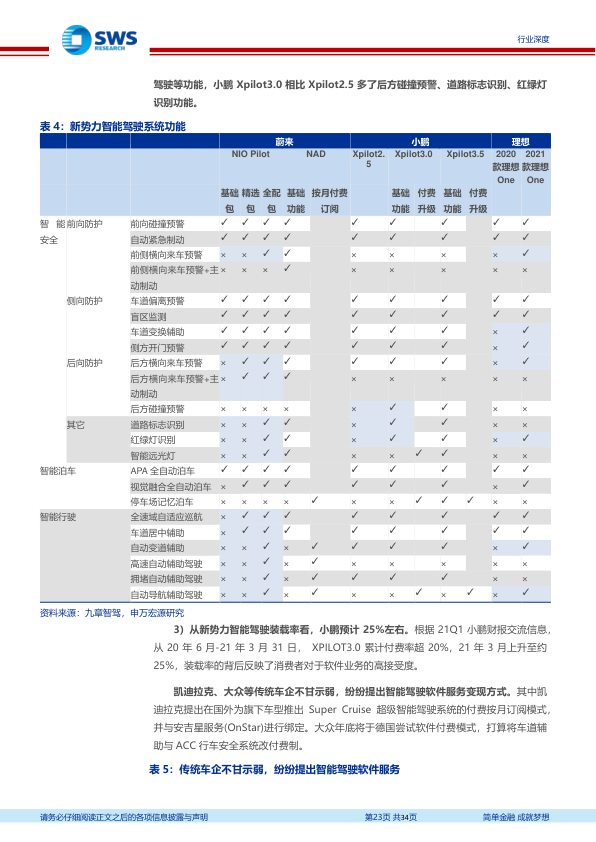 SWS
RESEARCH
行业深度
驾驶等功能，小鹏 Xpilot3.0 相比 Xpilot2.5 多了后方碰撞预警、道路标志识别、红绿灯
识别功能。
表 4：新势力智能驾驶系统功能
蔚来 小鹏 理想
NIO Pilot NAD Xpilot2.5 Xpilot3.0 Xpilot3.5 2020款理想One 2021款理想One
基础包 精选包 全配包 基础功能 按月付费订阅 基础功能 付费升级 基础功能 付费升级
智能安全 前向防护 前向碰撞预警 ✓ ✓ ✓ ✓ ✓ ✓ ✓ ✓ ✓
自动紧急制动 ✓ ✓ ✓ ✓ ✓ ✓ ✓ ✓ ✓
前侧横向来车预警 × × ✓ ✓ × × × × ✓
前侧横向来车预警+主动制动 × × × ✓ × × × × ×
侧向防护 车道偏离预警 ✓ ✓ ✓ ✓ ✓ ✓ ✓ ✓ ✓
盲区监测 ✓ ✓ ✓ ✓ ✓ ✓ ✓ ✓ ✓
车道变换辅助 ✓ ✓ ✓ ✓ ✓ ✓ ✓ × ✓
侧方开门预警 ✓ ✓ ✓ ✓ ✓ ✓ ✓ × ✓
后向防护 后方横向来车预警 × ✓ ✓ ✓ ✓ ✓ ✓ × ✓
后方横向来车预警+主动制动 × ✓ ✓ ✓ × × × × ×
后方碰撞预警 × × × × × ✓ ✓ × ×
其它 道路标志识别 × × ✓ ✓ × ✓ ✓ × ×
红绿灯识别 × × ✓ ✓ × ✓ ✓ × ✓
智能远光灯 × × ✓ ✓ × × ✓ ✓ × ×
智能泊车 APA 全自动泊车 ✓ ✓ ✓ ✓ ✓ ✓ ✓ ✓ ✓
视觉融合全自动泊车 × ✓ ✓ ✓ ✓ ✓ ✓ × ×
停车场记忆泊车 × × × × ✓ × × ✓ ✓ ✓ × ×
智能行驶 全速域自适应巡航 × ✓ ✓ ✓ ✓ ✓ ✓ ✓ ✓
车道居中辅助 × ✓ ✓ ✓ ✓ ✓ ✓ ✓ ✓
自动变道辅助 × × ✓ × ✓ ✓ ✓ ✓ × ✓
高速自动辅助驾驶 × × ✓ × ✓ × × × × ×
拥堵自动辅助驾驶 × × ✓ × ✓ ✓ ✓ ✓ × ×
自动导航辅助驾驶 × × ✓ × ✓ × × ✓ × ✓ × ✓
资料来源：九章智驾，申万宏源研究
3）从新势力智能驾驶装载率看，小鹏预计 25%左右。根据 21Q1 小鹏财报交流信息，
从 20 年 6 月-21 年 3 月 31 日， XPILOT3.0 累计付费率超 20%，21 年 3 月上升至约
25%，装载率的背后反映了消费者对于软件业务的高接受度。
凯迪拉克、大众等传统车企不甘示弱，纷纷提出智能驾驶软件服务变现方式。其中凯
迪拉克提出在国外为旗下车型推出 Super Cruise 超级智能驾驶系统的付费按月订阅模式，
并与安吉星服务(OnStar)进行绑定。大众年底将于德国尝试软件付费模式，打算将车道辅
助与 ACC 行车安全系统改付费制。
表 5：传统车企不甘示弱，纷纷提出智能驾驶软件服务
请务必仔细阅读正文之后的各项信息披露与声明 第23页 共34页 简单金融 成就梦想